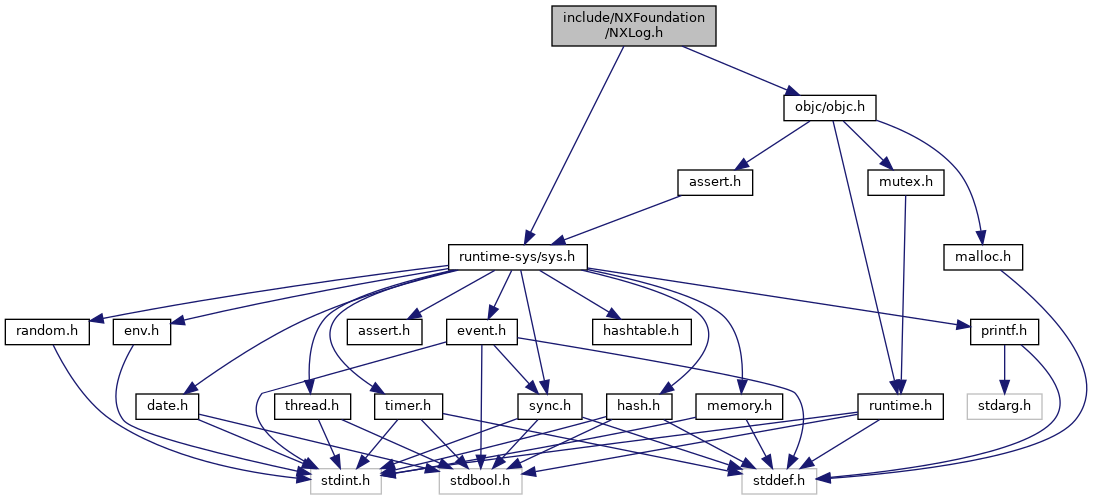 include/NXFoundation
/NXLog.h
objc/objc.h
assert.h
mutex.h
runtime-sys/sys.h
malloc.h
random.h
env.h
assert.h
event.h
hashtable.h
printf.h
date.h
thread.h
timer.h
sync.h
hash.h
memory.h
runtime.h
stdarg.h
stdint.h
stdbool.h
stddef.h